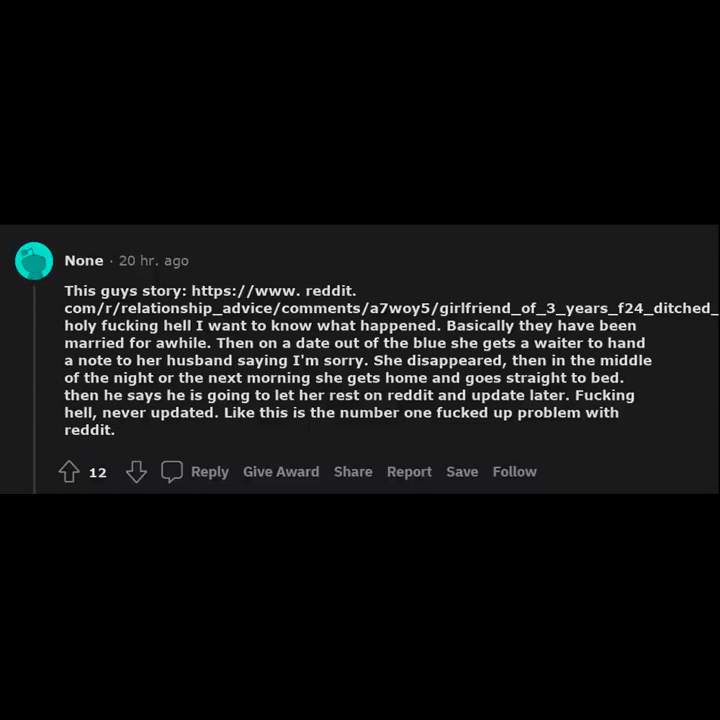 None · 20 hr. ago
This guys story: https://www. reddit.
com/r/relationship_advice/comments/a7woy5/girlfriend_of_3_years_f24_ditched_
holy fucking hell I want to know what happened. Basically they have been
married for awhile. Then on a date out of the blue she gets a waiter to hand
a note to her husband saying I'm sorry. She disappeared, then in the middle
of the night or the next morning she gets home and goes straight to bed.
then he says he is going to let her rest on reddit and update later. Fucking
hell, never updated. Like this is the number one fucked up problem with
reddit.
12 Reply Give Award Share Report Save Follow